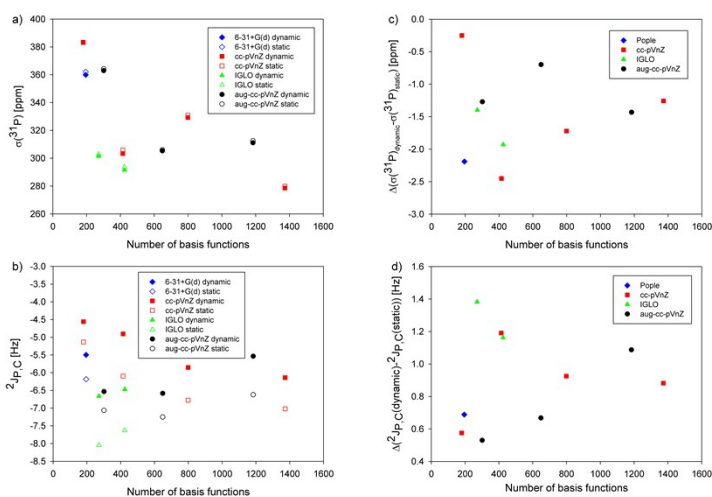 a)
400
380
360
340
320
300
280
260
σ(³¹P) [ppm]
6-31+G(d) dynamic
6-31+G(d) static
cc-pVnZ dynamic
cc-pVnZ static
IGLO dynamic
IGLO static
aug-cc-pVnZ dynamic
aug-cc-pVnZ static
0 200 400 600 800 1000 1200 1400 1600
Number of basis functions
c)
0.0
-0.5
-1.0
-1.5
-2.0
-2.5
-3.0
Δ(σ(³¹P)dynamic-σ(³¹P)static) [ppm]
Pople
cc-pVnZ
IGLO
aug-cc-pVnZ
0 200 400 600 800 1000 1200 1400 1600
Number of basis functions
b)
-3.0
-3.5
-4.0
-4.5
-5.0
-5.5
-6.0
-6.5
-7.0
-7.5
-8.0
-8.5
²JP,C [Hz]
6-31+G(d) dynamic
6-31+G(d) static
cc-pVnZ dynamic
cc-pVnZ static
IGLO dynamic
IGLO static
aug-cc-pVnZ dynamic
aug-cc-pVnZ static
0 200 400 600 800 1000 1200 1400 1600
Number of basis functions
d)
1.6
1.4
1.2
1.0
0.8
0.6
0.4
Δ(²JP,C(dynamic)-²JP,C(static)) [Hz]
Pople
cc-pVnZ
IGLO
aug-cc-pVnZ
0 200 400 600 800 1000 1200 1400 1600
Number of basis functions